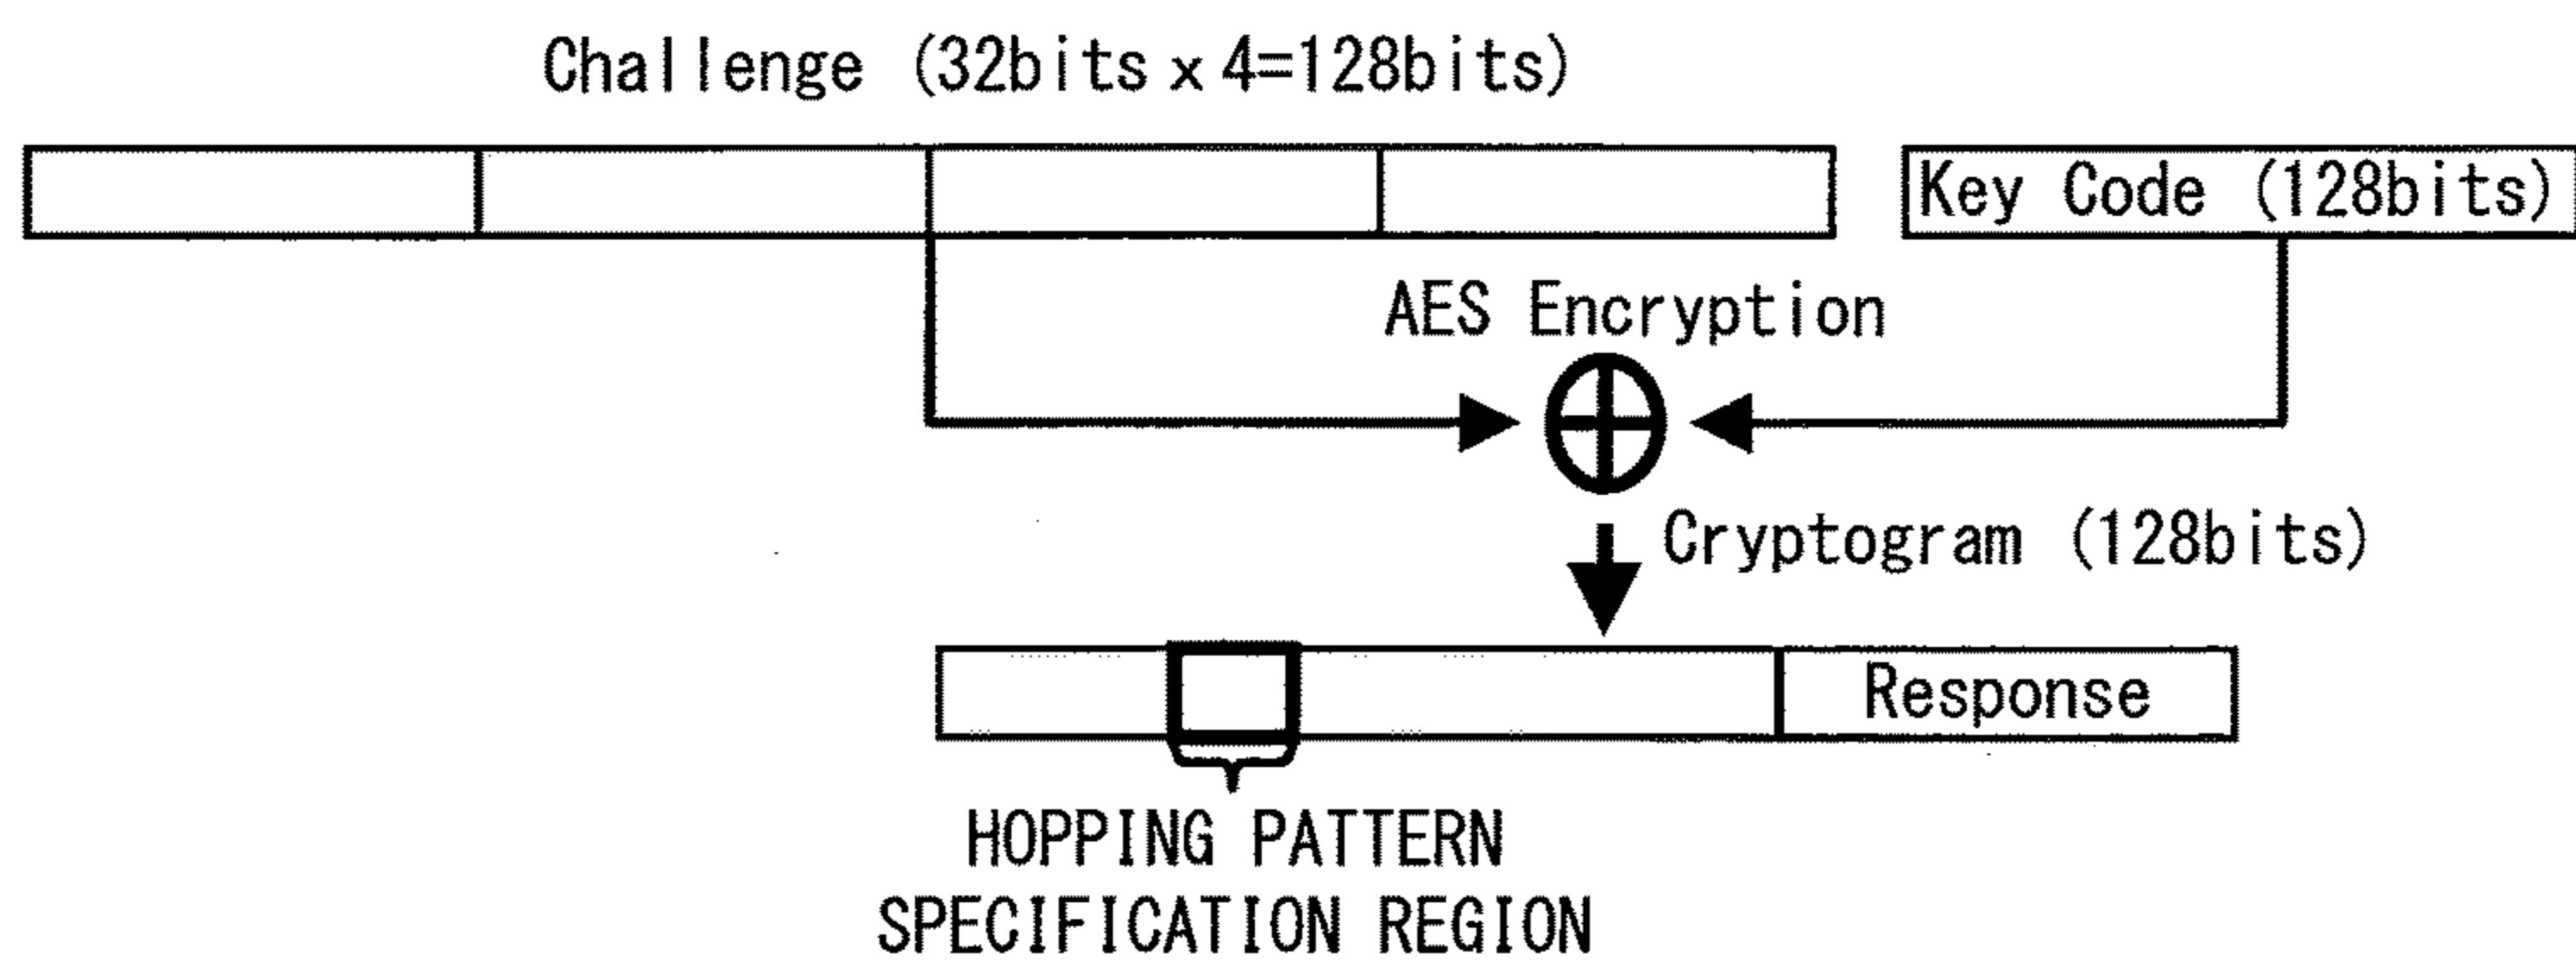 Challenge (32bits x 4=128bits)
Key Code (128bits)
AES Encryption
Cryptogram (128bits)
Response
HOPPING PATTERN
SPECIFICATION REGION